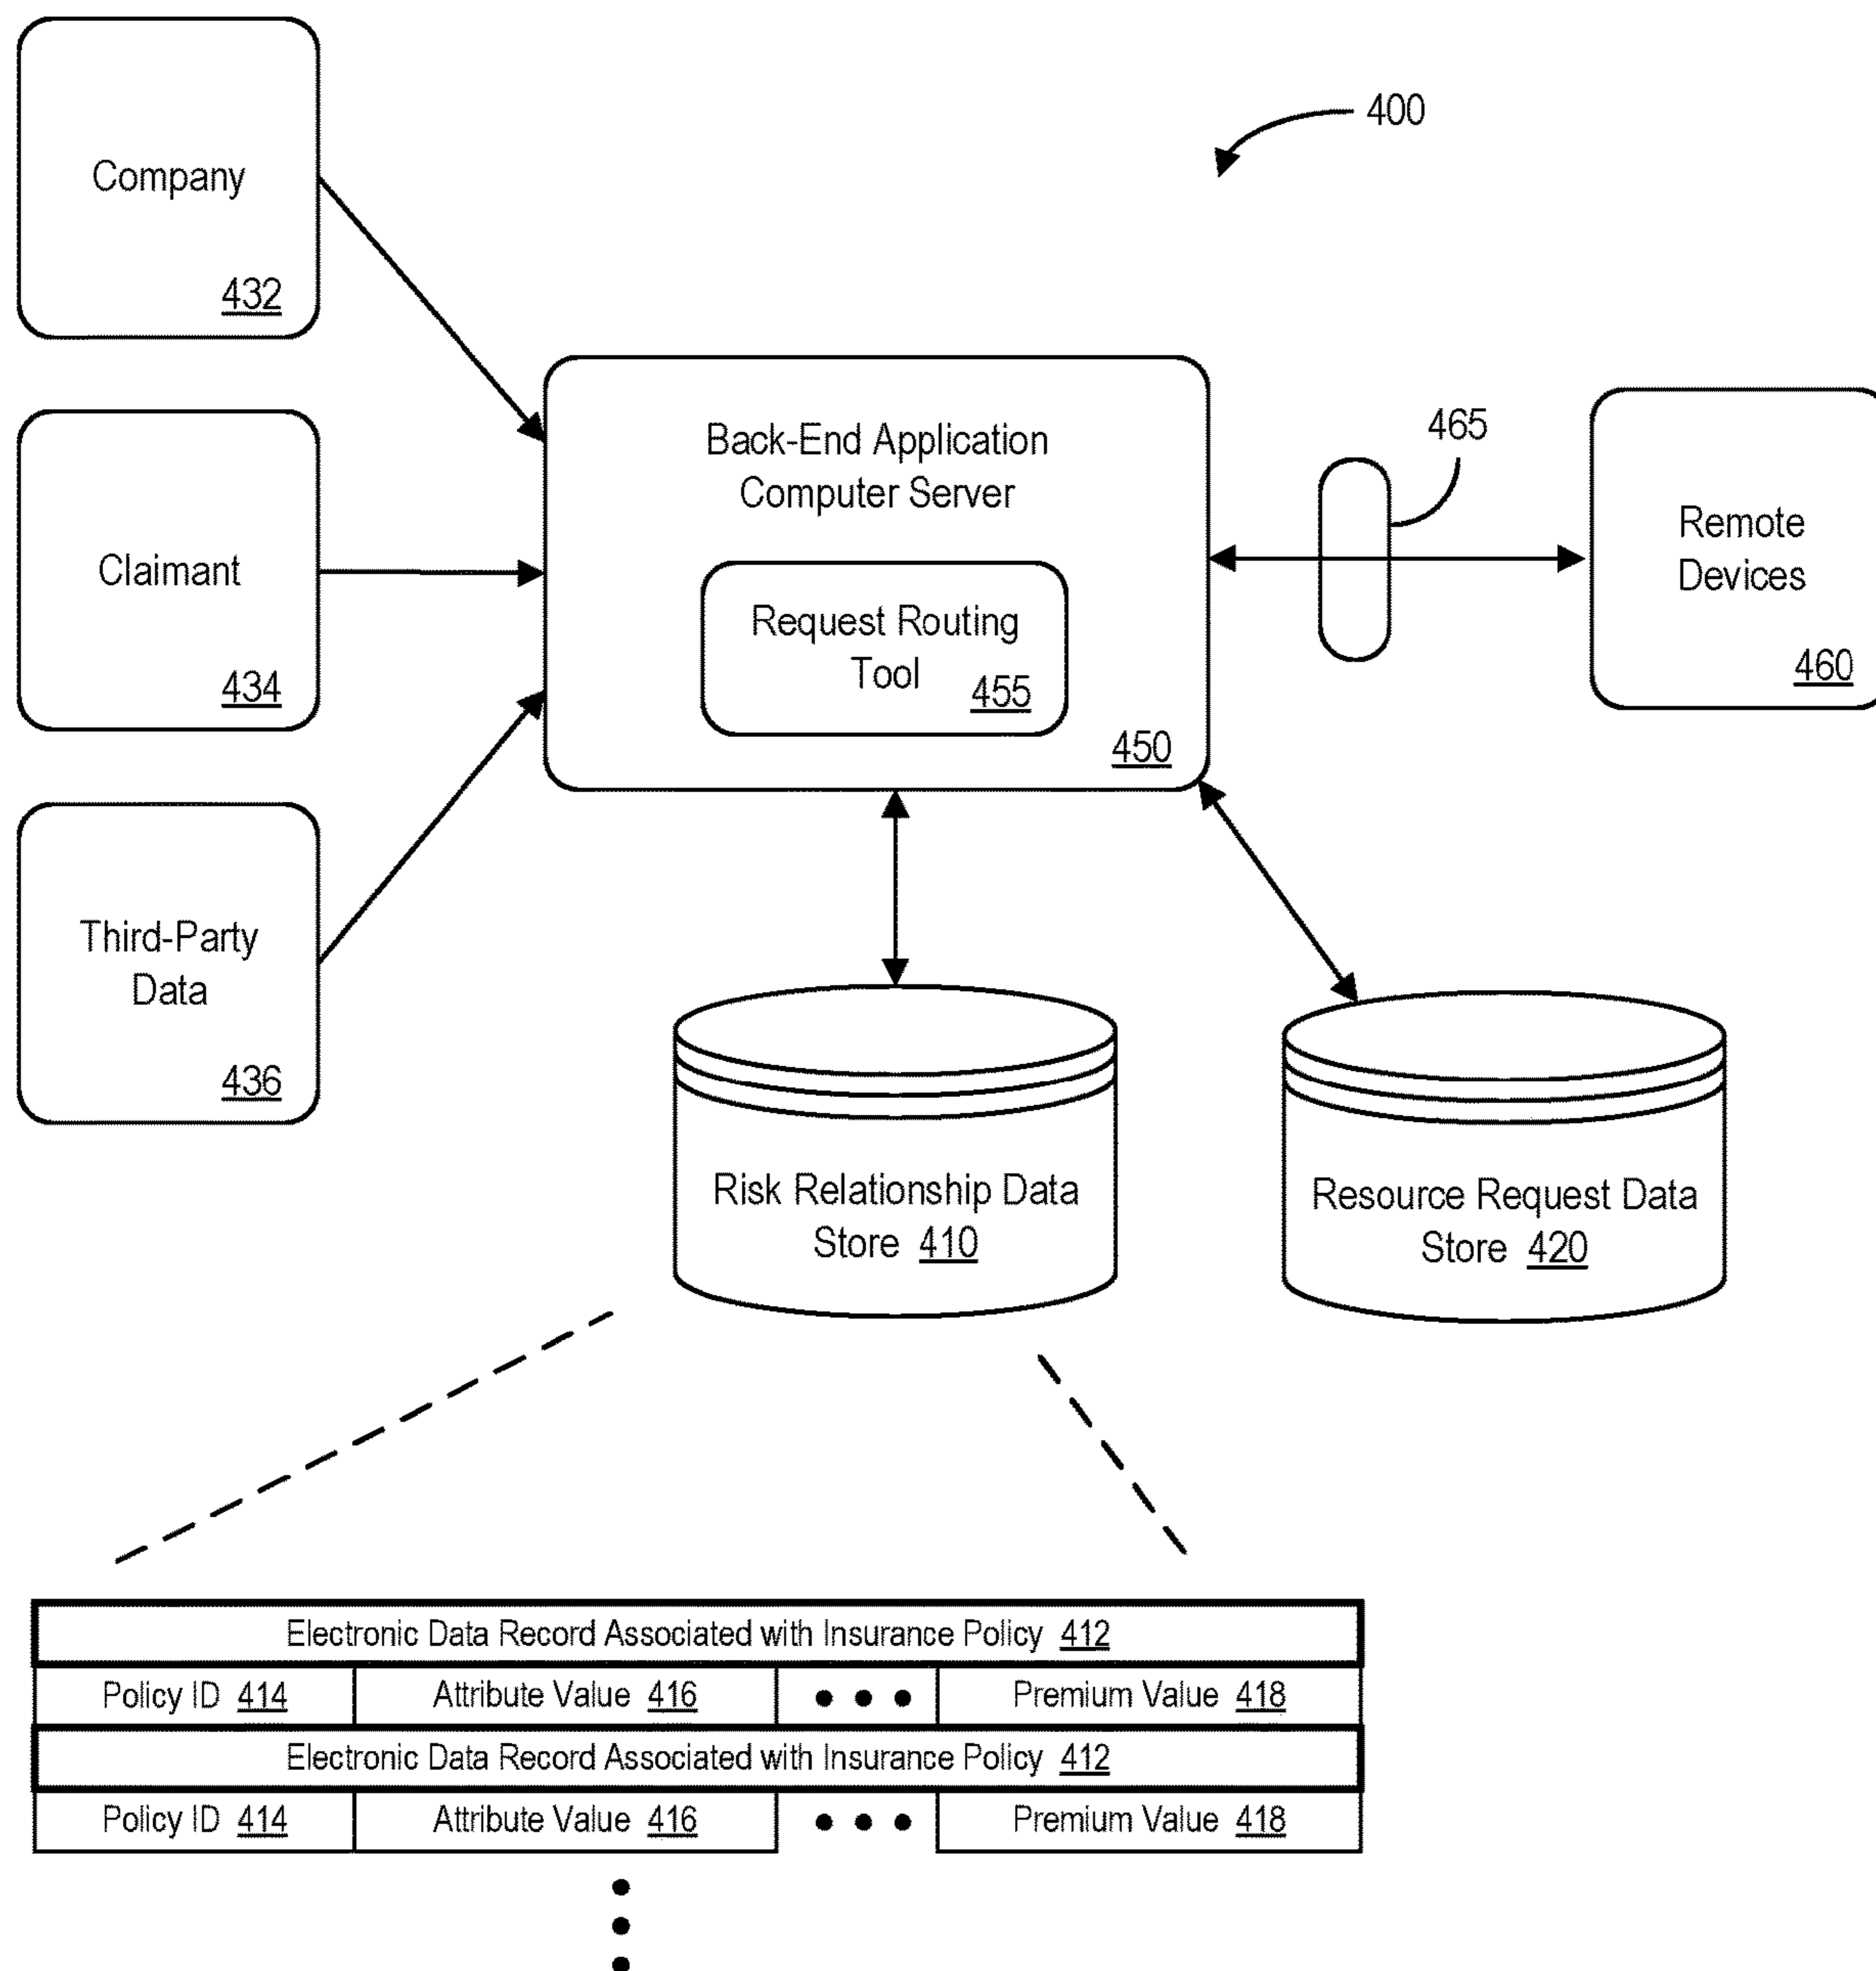 400
Company
432
Claimant
434
Third-Party
Data
436
Back-End Application
Computer Server
Request Routing
Tool
455
450
465
Remote
Devices
460
Risk Relationship Data
Store 410
Resource Request Data
Store 420
Electronic Data Record Associated with Insurance Policy 412
Policy ID 414 Attribute Value 416 ● ● ● Premium Value 418
Electronic Data Record Associated with Insurance Policy 412
Policy ID 414 Attribute Value 416 ● ● ● Premium Value 418